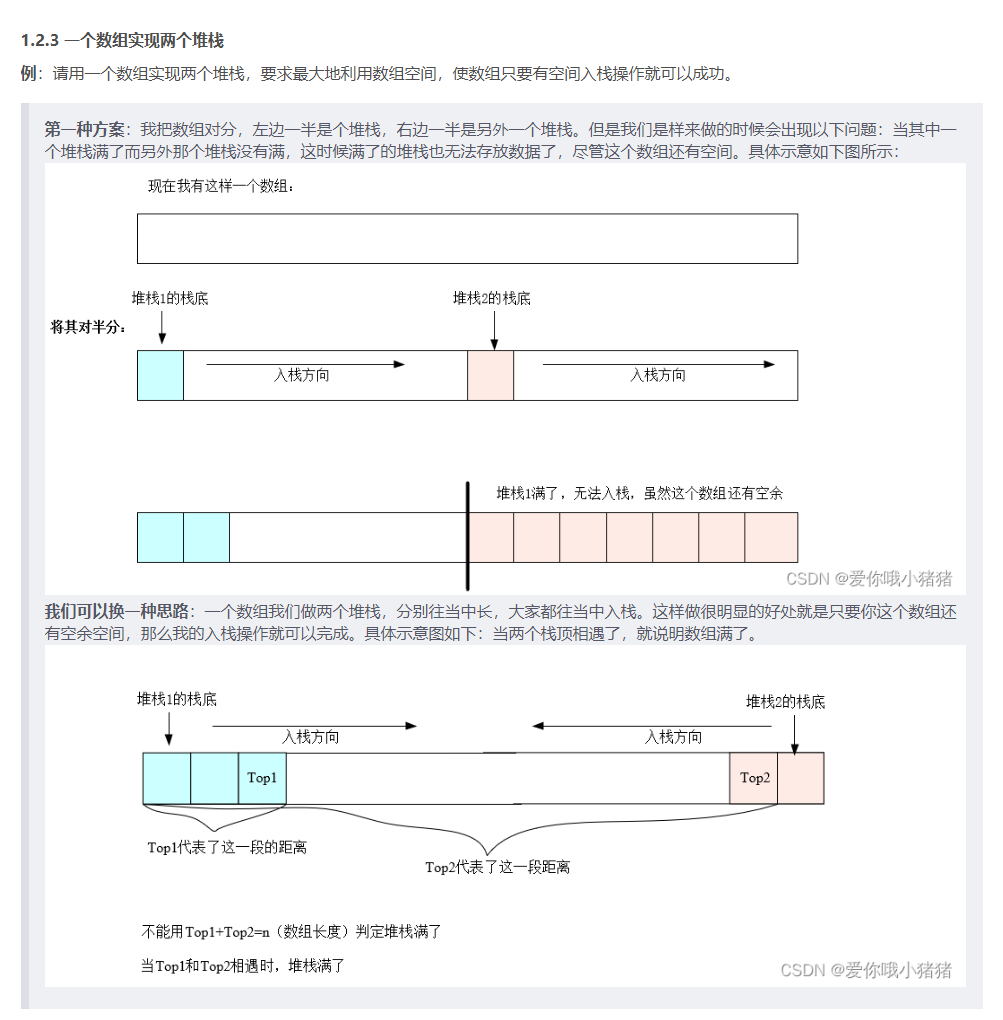 1.2.3 一个数组实现两个堆栈
例：请用一个数组实现两个堆栈，要求最大地利用数组空间，使数组只要有空间入栈操作就可以成功。
第一种方案：我把数组对分，左边一半是个堆栈，右边一半是另外一个堆栈。但是我们是样来做的时候会出现以下问题：当其中一
个堆栈满了而另外那个堆栈没有满，这时候满了的堆栈也无法存放数据了，尽管这个数组还有空间。具体示意如下图所示：
现在我有这样一个数组：
堆栈1的栈底
堆栈2的栈底
将其对半分：
入栈方向
入栈方向
堆栈1满了，无法入栈，虽然这个数组还有空余
CSDN @爱你哦小猪猪
我们可以换一种思路：一个数组我们做两个堆栈，分别往当中长，大家都往当中入栈。这样做很明显的好处就是只要你这个数组还
有空余空间，那么我的入栈操作就可以完成。具体示意图如下：当两个栈顶相遇了，就说明数组满了。
堆栈1的栈底
堆栈2的栈底
入栈方向
入栈方向
Top1
Top2
Top1代表了这一段的距离
Top2代表了这一段距离
不能用Top1+Top2=n（数组长度）判定堆栈满了
当Top1和Top2相遇时，堆栈满了
CSDN @爱你哦小猪猪